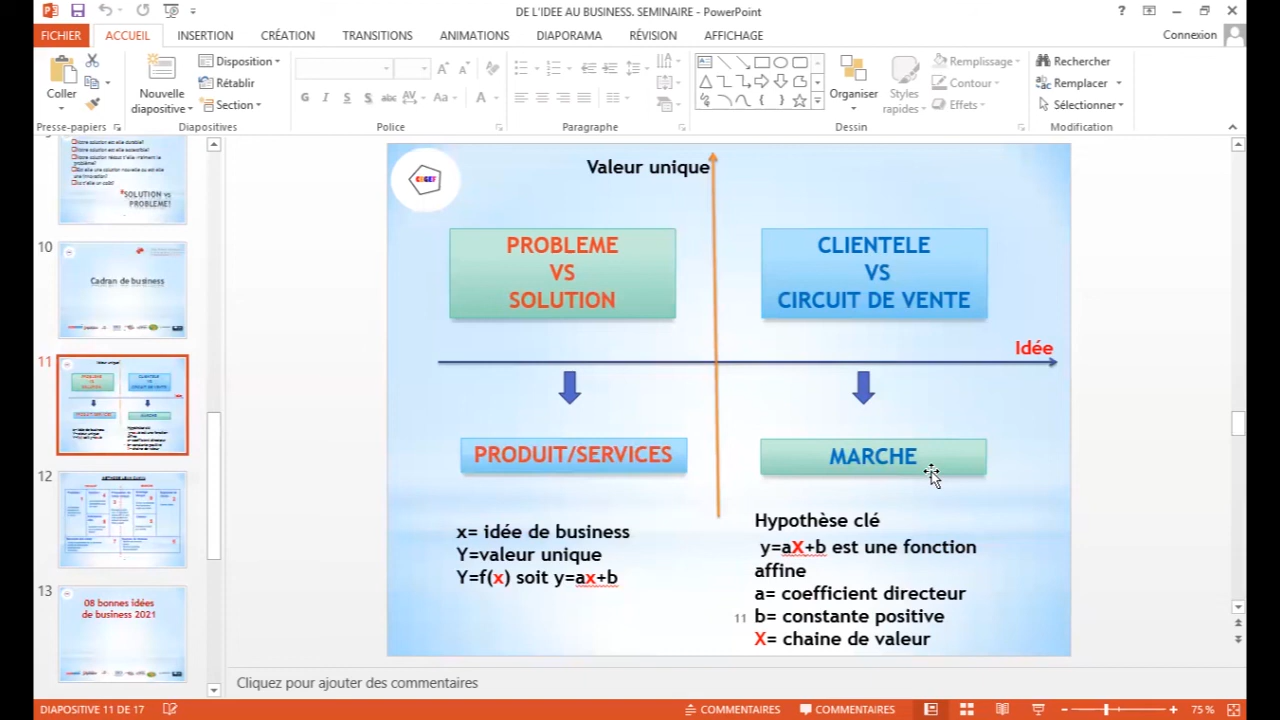 DE L'IDEE AU BUSINESS. SEMINAIRE - PowerPoint
FICHIER ACCUEIL INSERTION CRÉATION TRANSITIONS ANIMATIONS DIAPORAMA RÉVISION AFFICHAGE Connexion
Coller
Nouvelle diapositive
Disposition
Rétablir
Section
Organiser
Styles rapides
Remplissage
Contour
Effets
Rechercher
Remplacer
Sélectionner
Presse-papiers Diapositives Police Paragraphe Dessin Modification
SOLUTION vs
PROBLEME!
10
Cadran de business
11
12
13
08 bonnes idées
de business 2021
Valeur unique
PROBLEME
VS
SOLUTION
CLIENTELE
VS
CIRCUIT DE VENTE
Idée
PRODUIT/SERVICES
MARCHE
x= idée de business
Y=valeur unique
Y=f(x) soit y=ax+b
Hypothèse clé
y=aX+b est une fonction
affine
a= coefficient directeur
b= constante positive
X= chaine de valeur
11
Cliquez pour ajouter des commentaires
DIAPOSITIVE 11 DE 17 COMMENTAIRES COMMENTAIRES 75 %